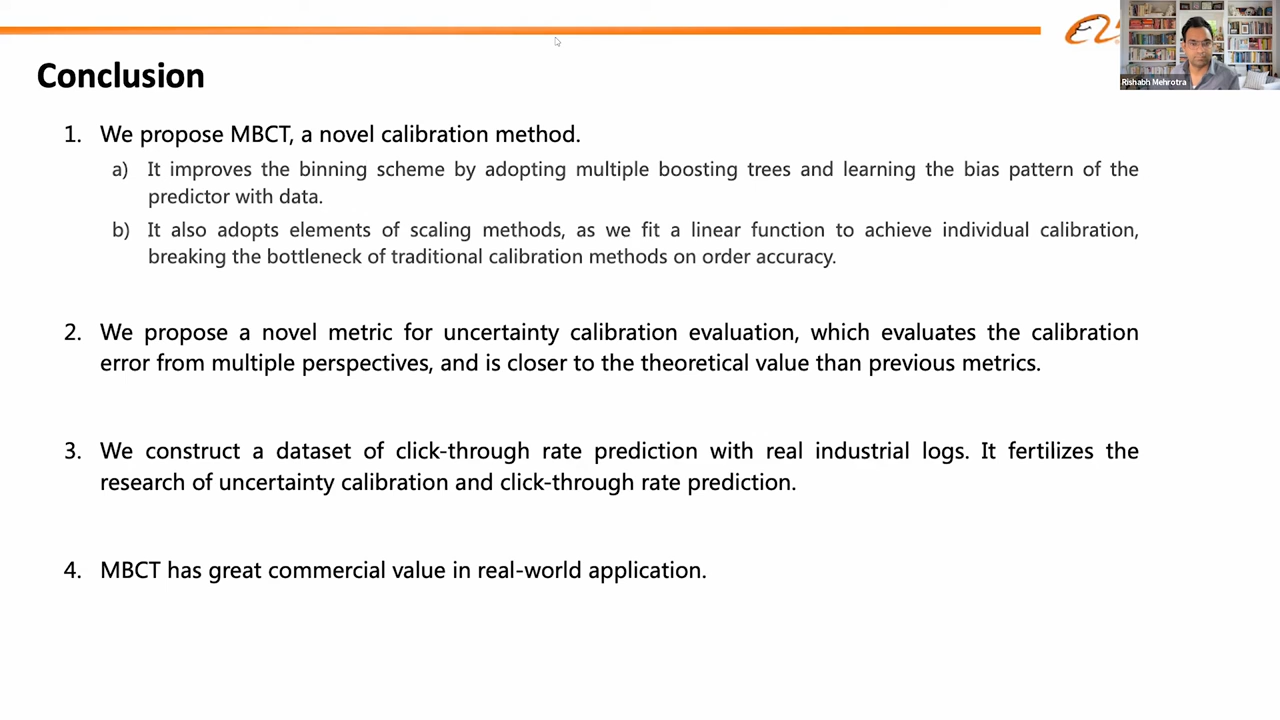 Conclusion
Rishabh Mehrotra
1. We propose MBCT, a novel calibration method.
a) It improves the binning scheme by adopting multiple boosting trees and learning the bias pattern of the
predictor with data.
b) It also adopts elements of scaling methods, as we fit a linear function to achieve individual calibration,
breaking the bottleneck of traditional calibration methods on order accuracy.
2. We propose a novel metric for uncertainty calibration evaluation, which evaluates the calibration
error from multiple perspectives, and is closer to the theoretical value than previous metrics.
3. We construct a dataset of click-through rate prediction with real industrial logs. It fertilizes the
research of uncertainty calibration and click-through rate prediction.
4. MBCT has great commercial value in real-world application.